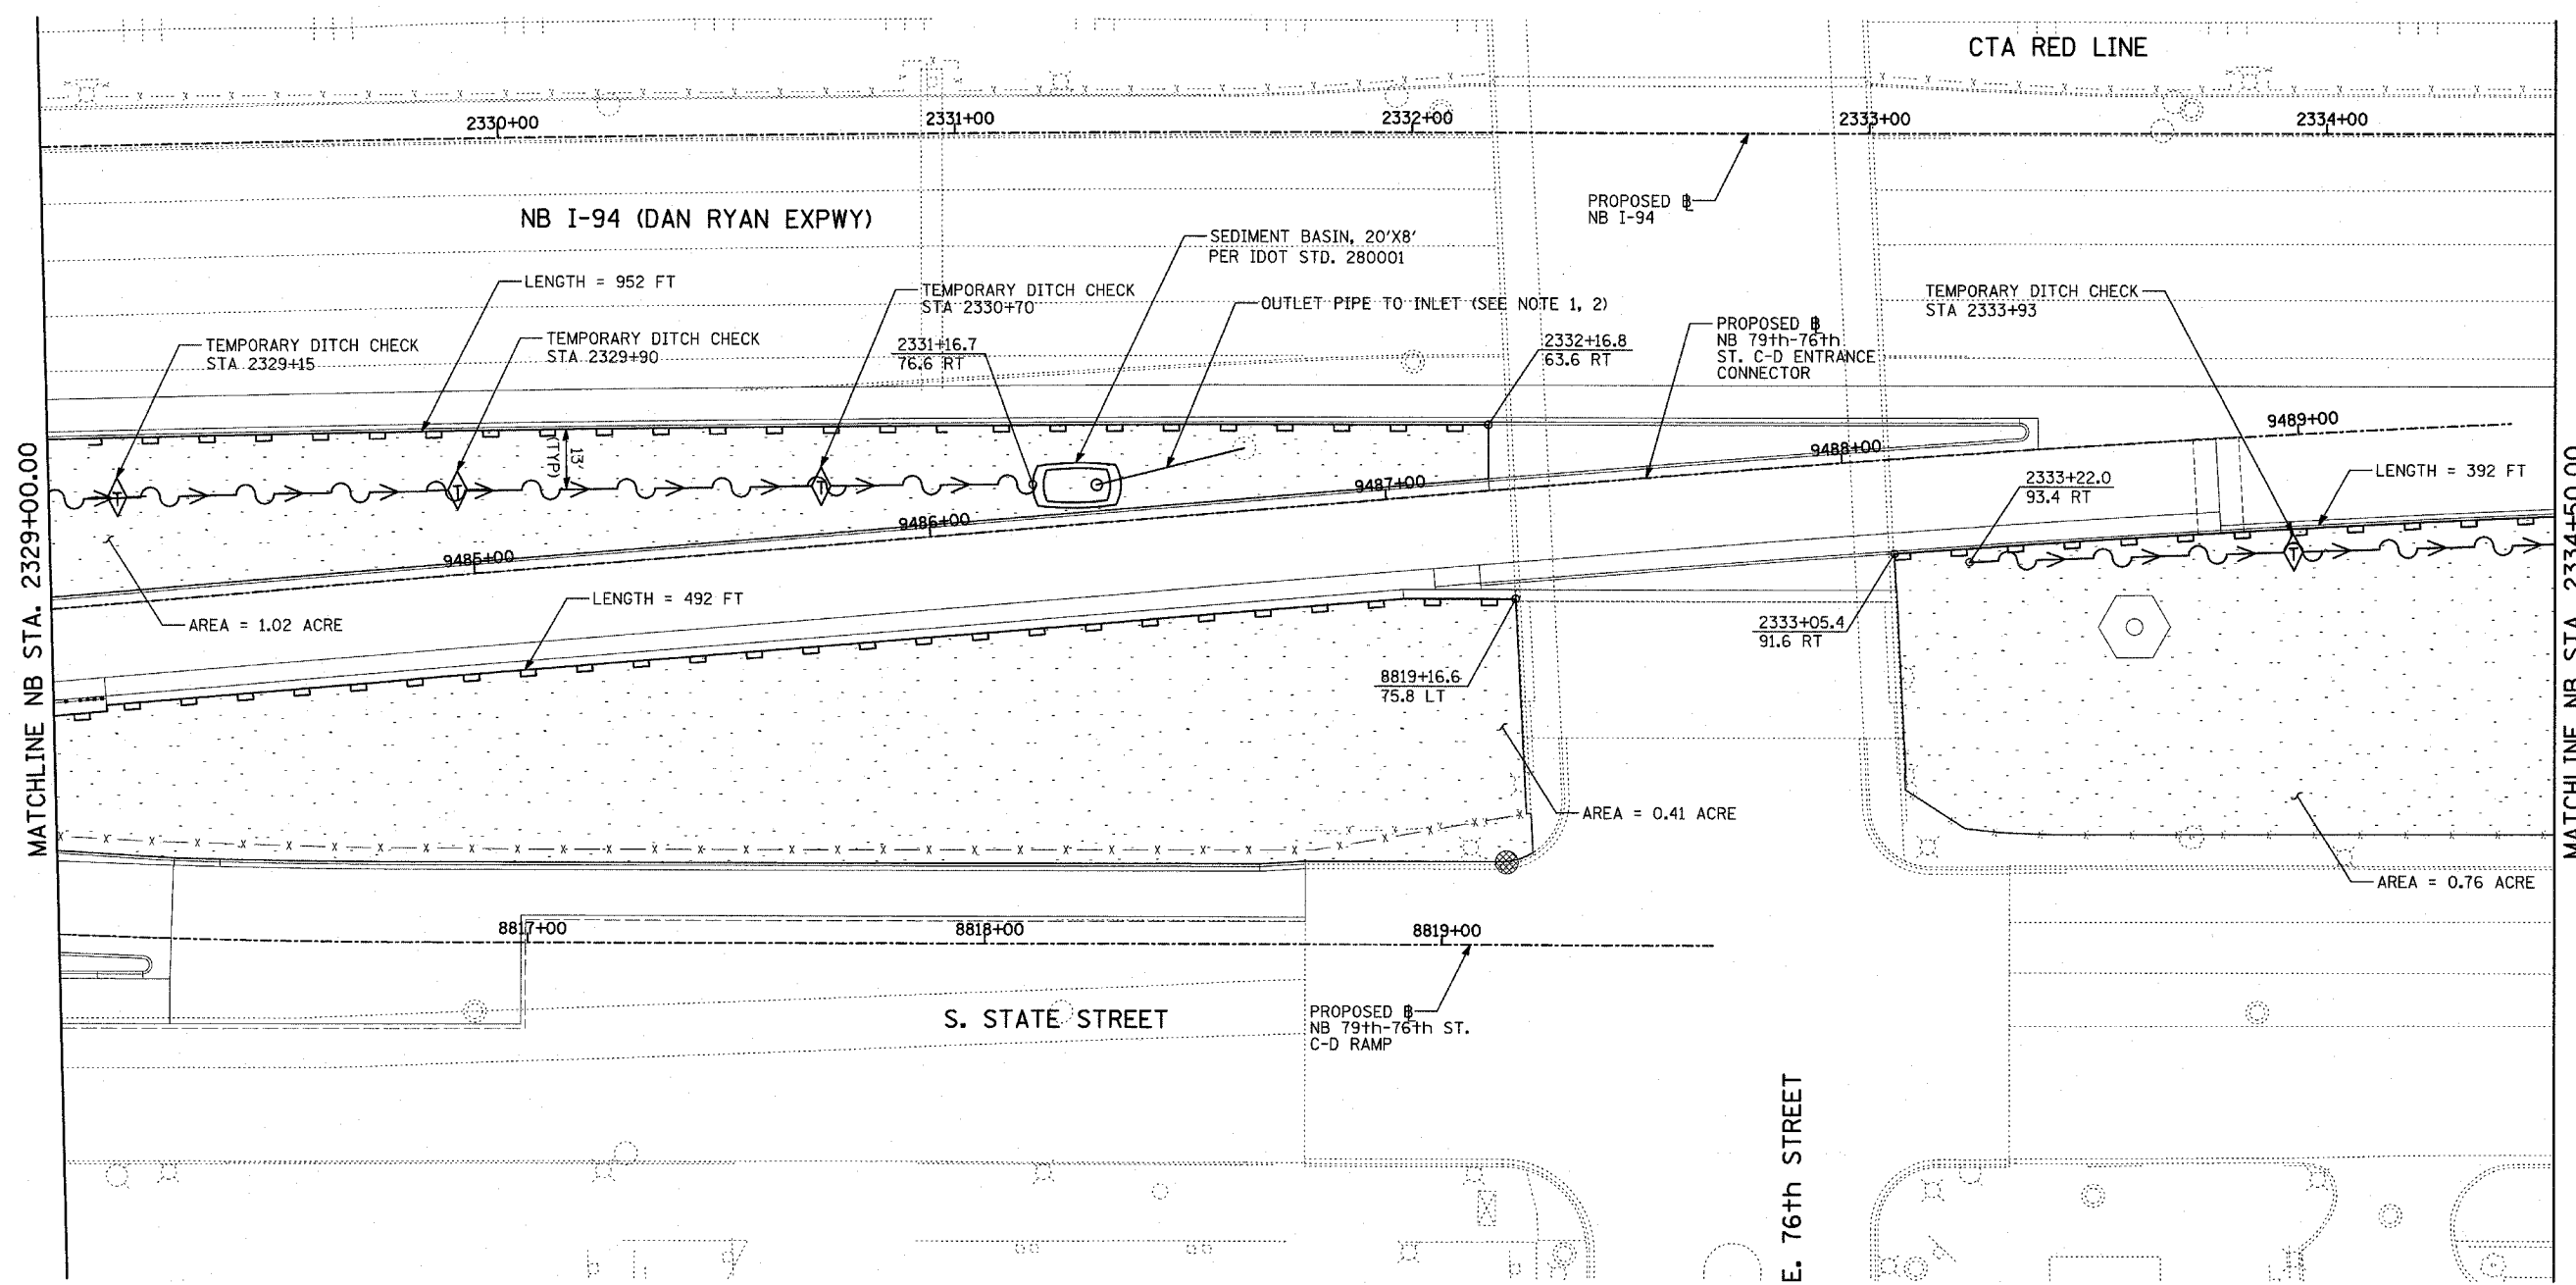 CTA RED LINE
2330+00
2331+00
2332+00
2333+00
2334+00
PROPOSED ℄
NB I-94
NB I-94 (DAN RYAN EXPWY)
SEDIMENT BASIN, 20'X8'
PER IDOT STD. 280001
LENGTH = 952 FT
TEMPORARY DITCH CHECK
STA 2330+70
OUTLET PIPE TO INLET (SEE NOTE 1, 2)
TEMPORARY DITCH CHECK
STA 2333+93
TEMPORARY DITCH CHECK
STA 2329+15
TEMPORARY DITCH CHECK
STA 2329+90
2331+16.7
76.6 RT
2332+16.8
63.6 RT
PROPOSED ℄
NB 79th-76th
ST. C-D ENTRANCE
CONNECTOR
13'
(TYP)
9485+00
9486+00
9487+00
9488+00
9489+00
2333+22.0
93.4 RT
LENGTH = 392 FT
T
T
T
T
MATCHLINE NB STA. 2329+00.00
MATCHLINE NB STA. 2334+50.00
AREA = 1.02 ACRE
LENGTH = 492 FT
8819+16.6
75.8 LT
2333+05.4
91.6 RT
AREA = 0.41 ACRE
AREA = 0.76 ACRE
8817+00
8818+00
8819+00
S. STATE STREET
PROPOSED ℄
NB 79th-76th ST.
C-D RAMP
E. 76th STREET